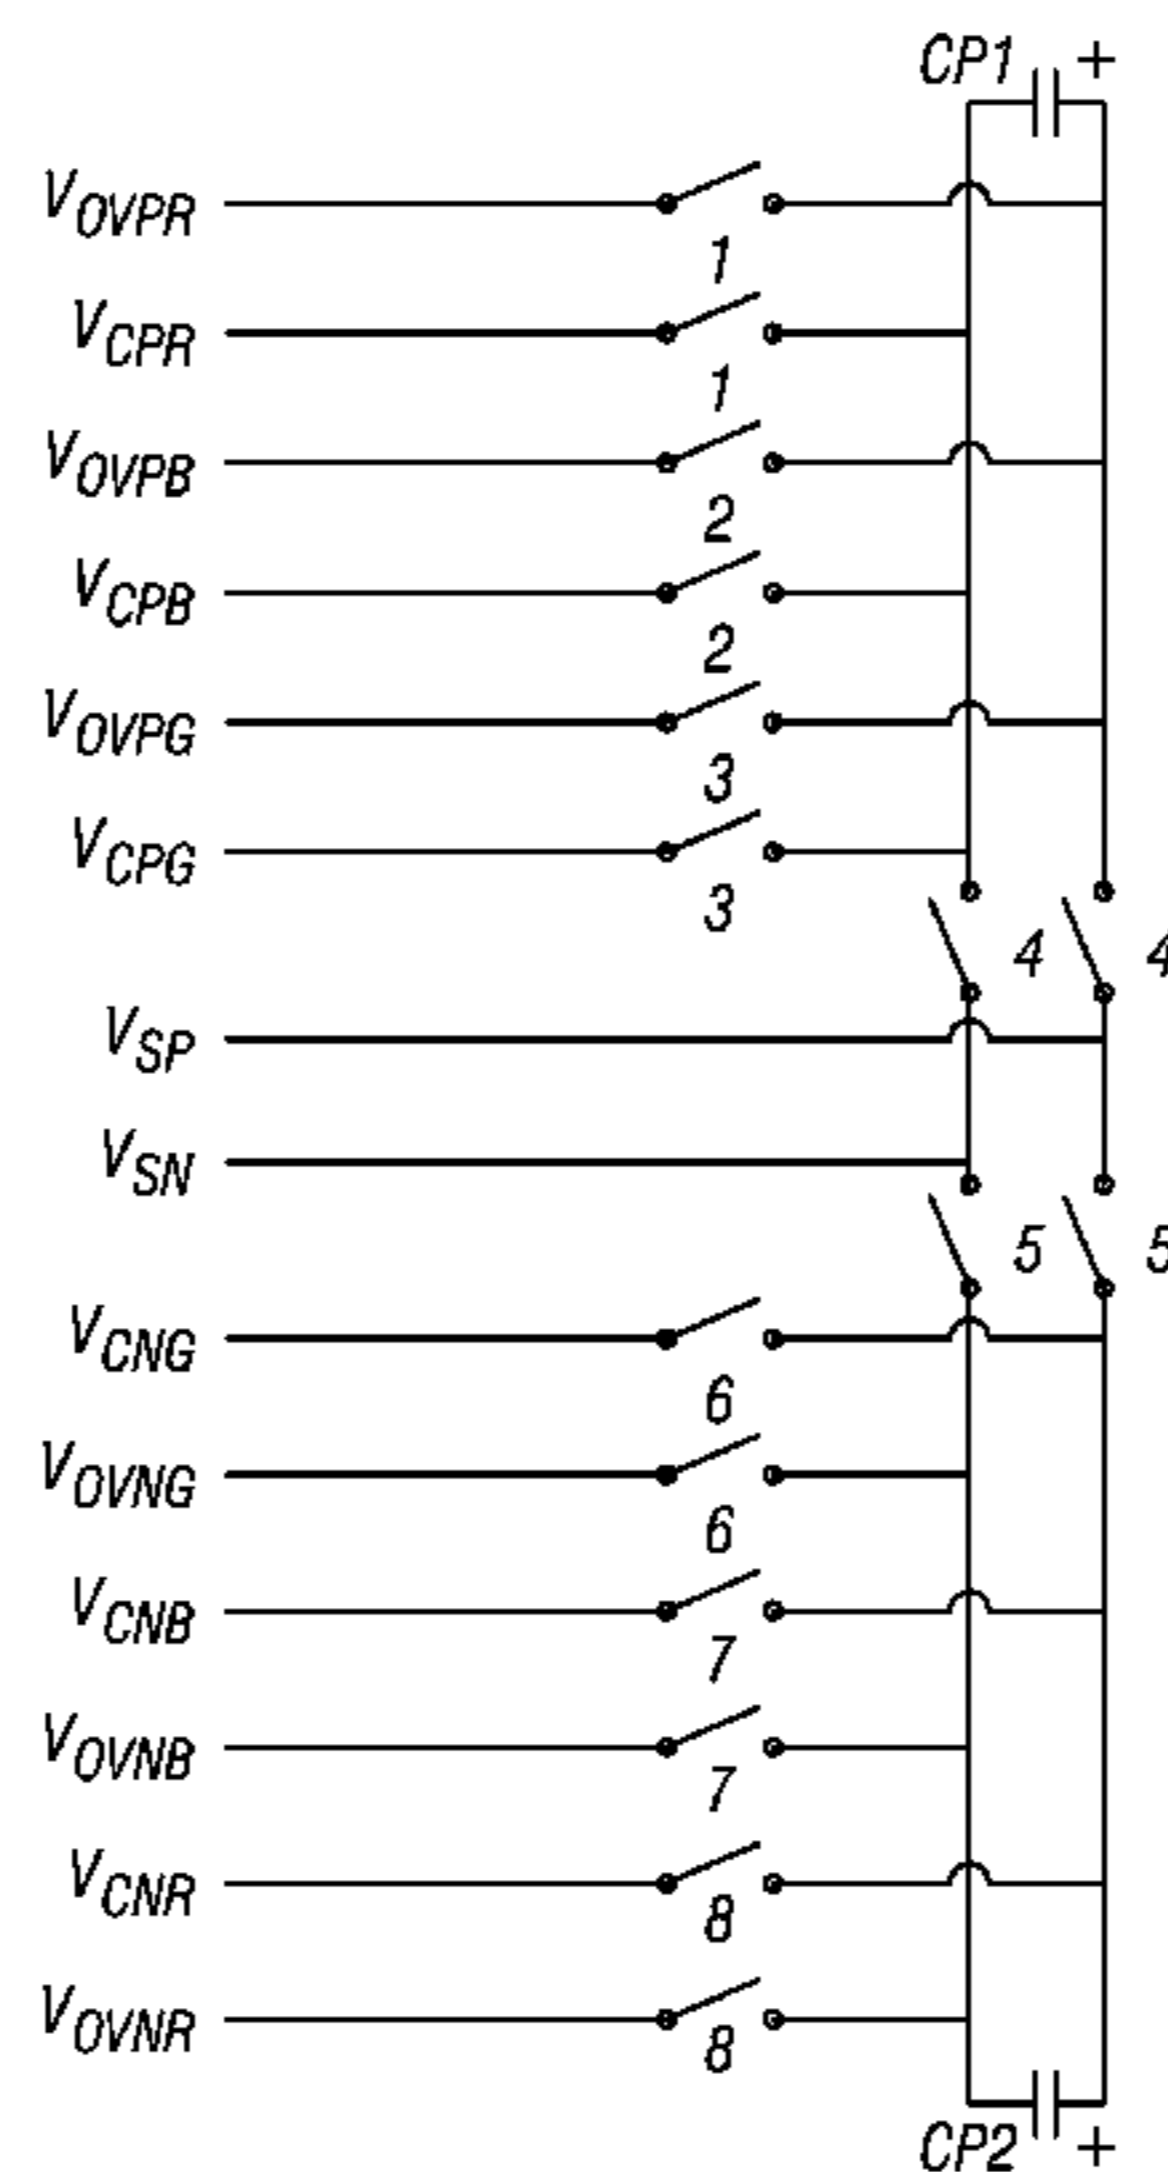 CP1 +
VOVPR
1
VCPR
1
VOVPB
2
VCPB
2
VOVPG
3
VCPG
3
4 4
VSP
VSN
5 5
VCNG
6
VOVNG
6
VCNB
7
VOVNB
7
VCNR
8
VOVNR
8
CP2 +